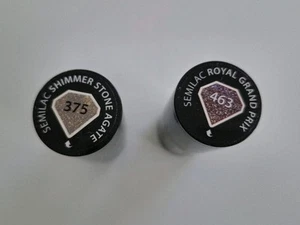 SEMILAC SHIMMER STONE AGATE
375
SEMILAC ROYAL GRAND PRIX
463